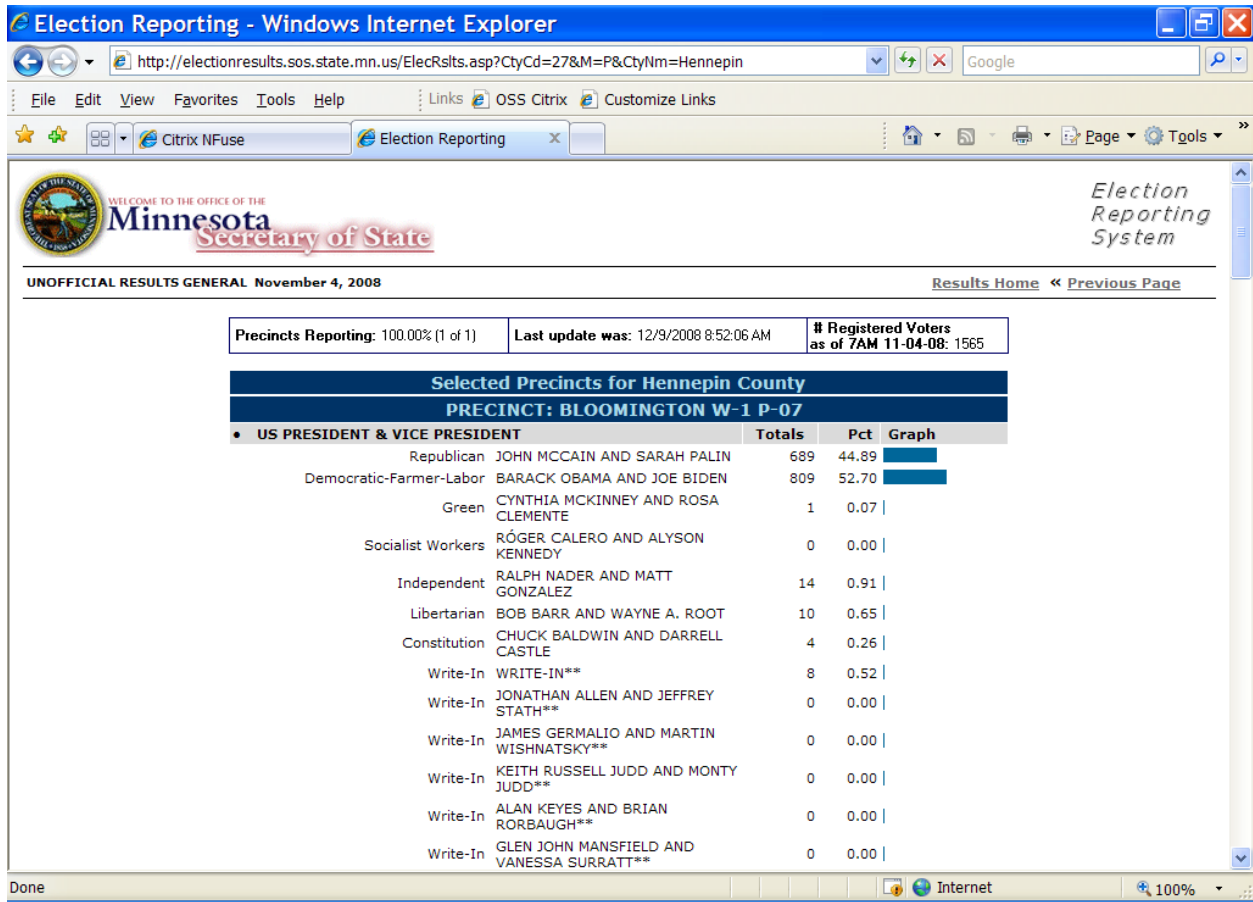 Election Reporting - Windows Internet Explorer
http://electionresults.sos.state.mn.us/ElecRslts.asp?CtyCd=27&M=P&CtyNm=Hennepin Google
File Edit View Favorites Tools Help Links OSS Citrix Customize Links
Citrix NFuse Election Reporting Page Tools
WELCOME TO THE OFFICE OF THE
Minnesota
Secretary of State
Election
Reporting
System
UNOFFICIAL RESULTS GENERAL November 4, 2008 Results Home « Previous Page
Precincts Reporting: 100.00% (1 of 1) Last update was: 12/9/2008 8:52:06 AM # Registered Voters
as of 7AM 11-04-08: 1565
Selected Precincts for Hennepin County
PRECINCT: BLOOMINGTON W-1 P-07
• US PRESIDENT & VICE PRESIDENT Totals Pct Graph
Republican JOHN MCCAIN AND SARAH PALIN 689 44.89
Democratic-Farmer-Labor BARACK OBAMA AND JOE BIDEN 809 52.70
Green CYNTHIA MCKINNEY AND ROSA
CLEMENTE 1 0.07
Socialist Workers RÓGER CALERO AND ALYSON
KENNEDY 0 0.00
Independent RALPH NADER AND MATT
GONZALEZ 14 0.91
Libertarian BOB BARR AND WAYNE A. ROOT 10 0.65
Constitution CHUCK BALDWIN AND DARRELL
CASTLE 4 0.26
Write-In WRITE-IN** 8 0.52
Write-In JONATHAN ALLEN AND JEFFREY
STATH** 0 0.00
Write-In JAMES GERMALIO AND MARTIN
WISHNATSKY** 0 0.00
Write-In KEITH RUSSELL JUDD AND MONTY
JUDD** 0 0.00
Write-In ALAN KEYES AND BRIAN
RORBAUGH** 0 0.00
Write-In GLEN JOHN MANSFIELD AND
VANESSA SURRATT** 0 0.00
Done Internet 100%